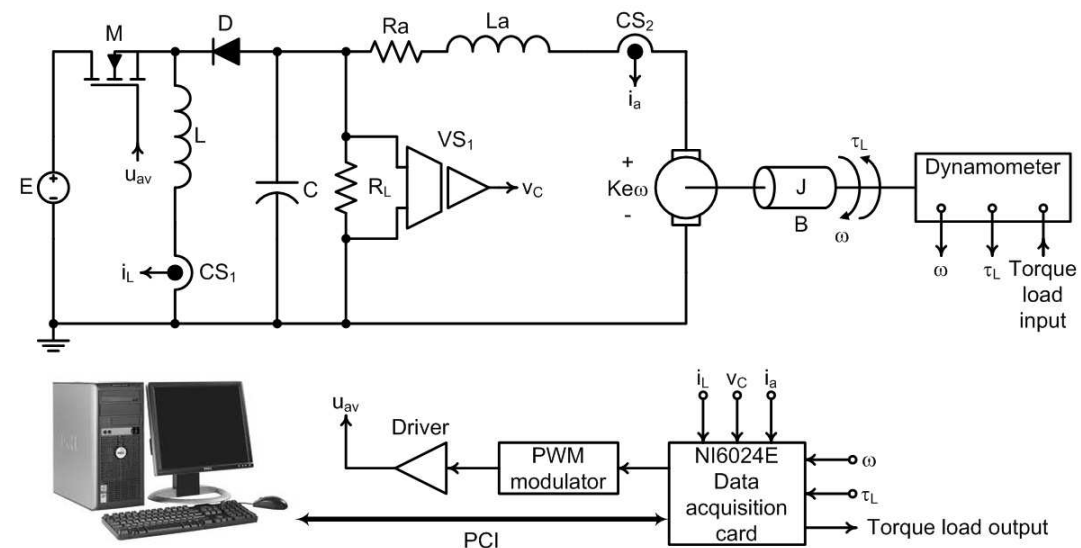 M
D
Ra
La
CS₂
iₐ
E
uₐᵥ
L
iL
CS₁
C
RL
VS₁
vC
+
Keω
-
J
B
τL
ω
Dynamometer
ω
τL
Torque
load
input
uₐᵥ
Driver
PWM
modulator
iL
vC
iₐ
NI6024E
Data
acquisition
card
ω
τL
Torque load output
PCI